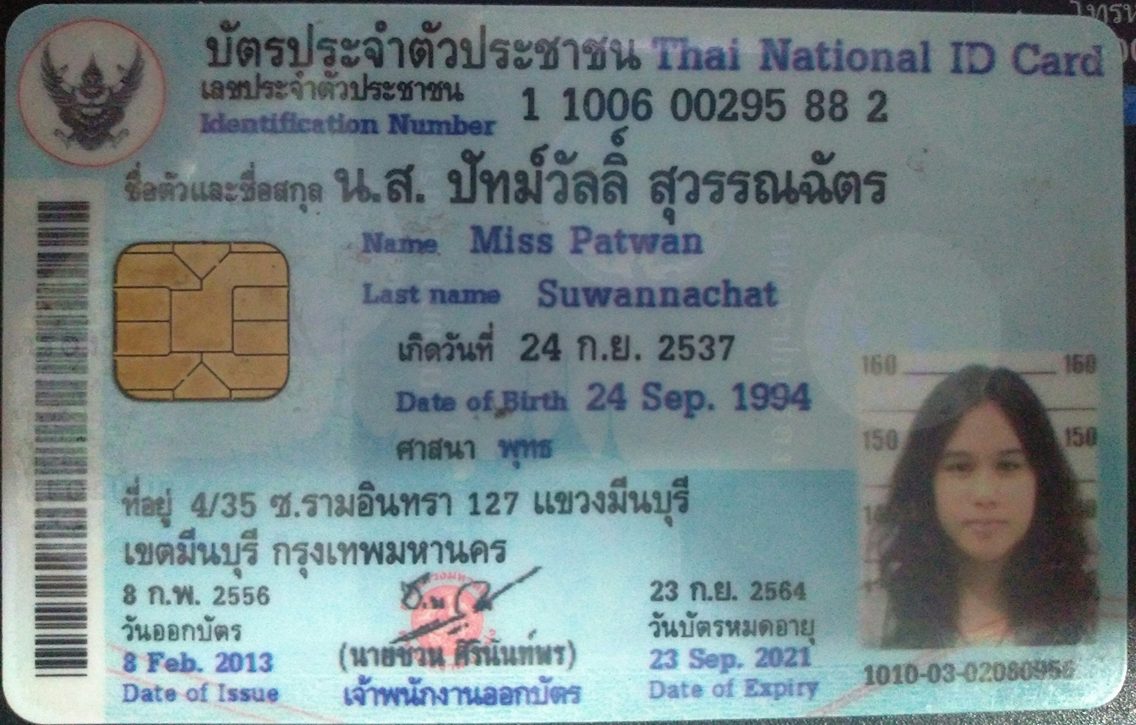 บัตรประจำตัวประชาชน Thai National ID Card
เลขประจำตัวประชาชน
Identification Number 1 1006 00295 88 2
ชื่อตัวและชื่อสกุล น.ส. ปัทม์วัลลิ์ สุวรรณฉัตร
Name Miss Patwan
Last name Suwannachat
เกิดวันที่ 24 ก.ย. 2537
Date of Birth 24 Sep. 1994
ศาสนา พุทธ
ที่อยู่ 4/35 ซ.รามอินทรา 127 แขวงมีนบุรี
เขตมีนบุรี กรุงเทพมหานคร
8 ก.พ. 2556
วันออกบัตร
8 Feb. 2013
Date of Issue
(นายชวน ศิรินันท์พร)
เจ้าพนักงานออกบัตร
23 ก.ย. 2564
วันบัตรหมดอายุ
23 Sep. 2021
Date of Expiry
160 160
150 150